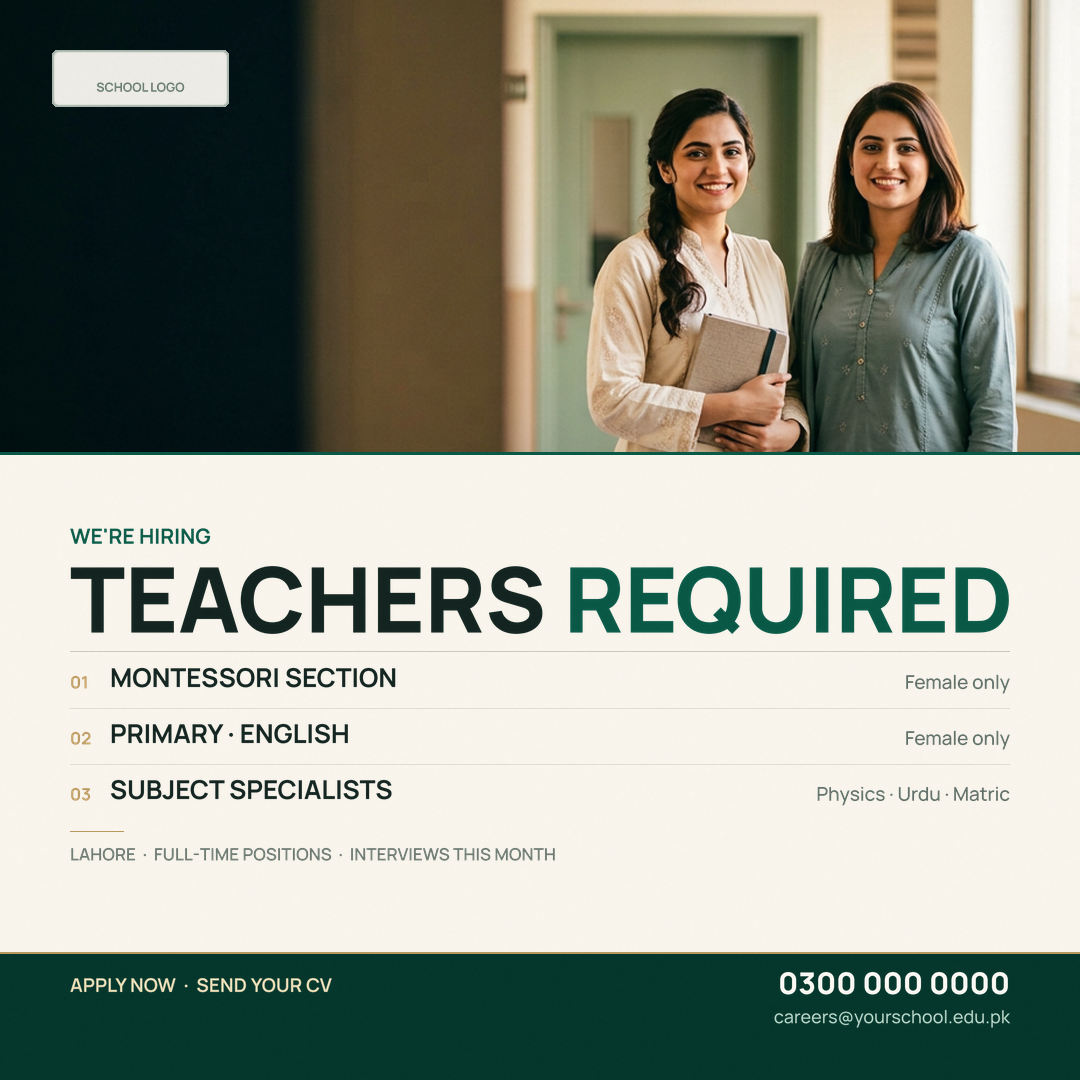 SCHOOL LOGO
WE'RE HIRING
TEACHERS REQUIRED
01 MONTESSORI SECTION Female only
02 PRIMARY · ENGLISH Female only
03 SUBJECT SPECIALISTS Physics · Urdu · Matric
LAHORE · FULL-TIME POSITIONS · INTERVIEWS THIS MONTH
APPLY NOW · SEND YOUR CV
0300 000 0000
careers@yourschool.edu.pk